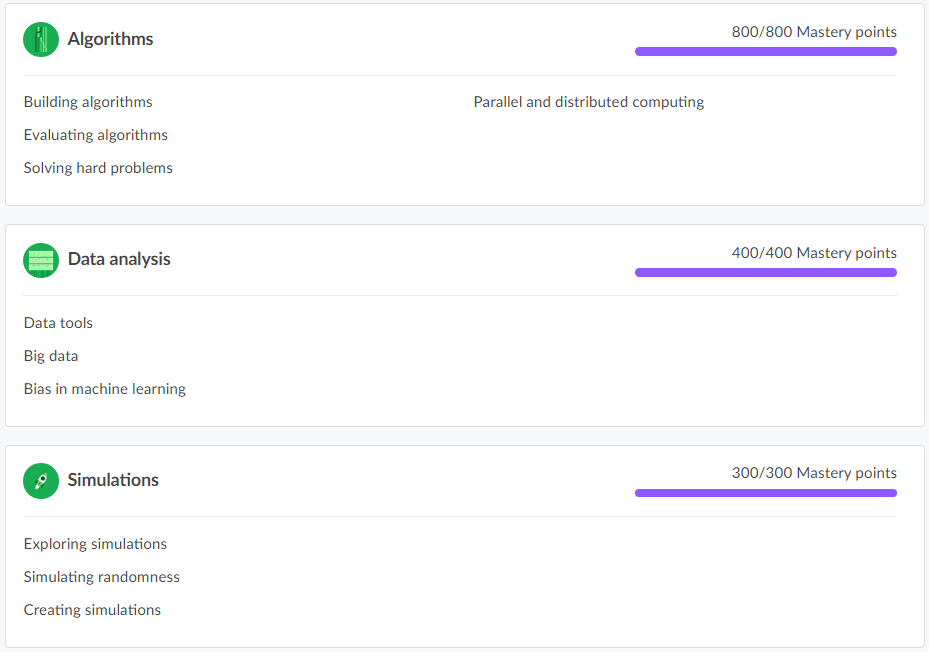 Algorithms
800/800 Mastery points
Building algorithms
Evaluating algorithms
Solving hard problems
Parallel and distributed computing
Data analysis
400/400 Mastery points
Data tools
Big data
Bias in machine learning
Simulations
300/300 Mastery points
Exploring simulations
Simulating randomness
Creating simulations